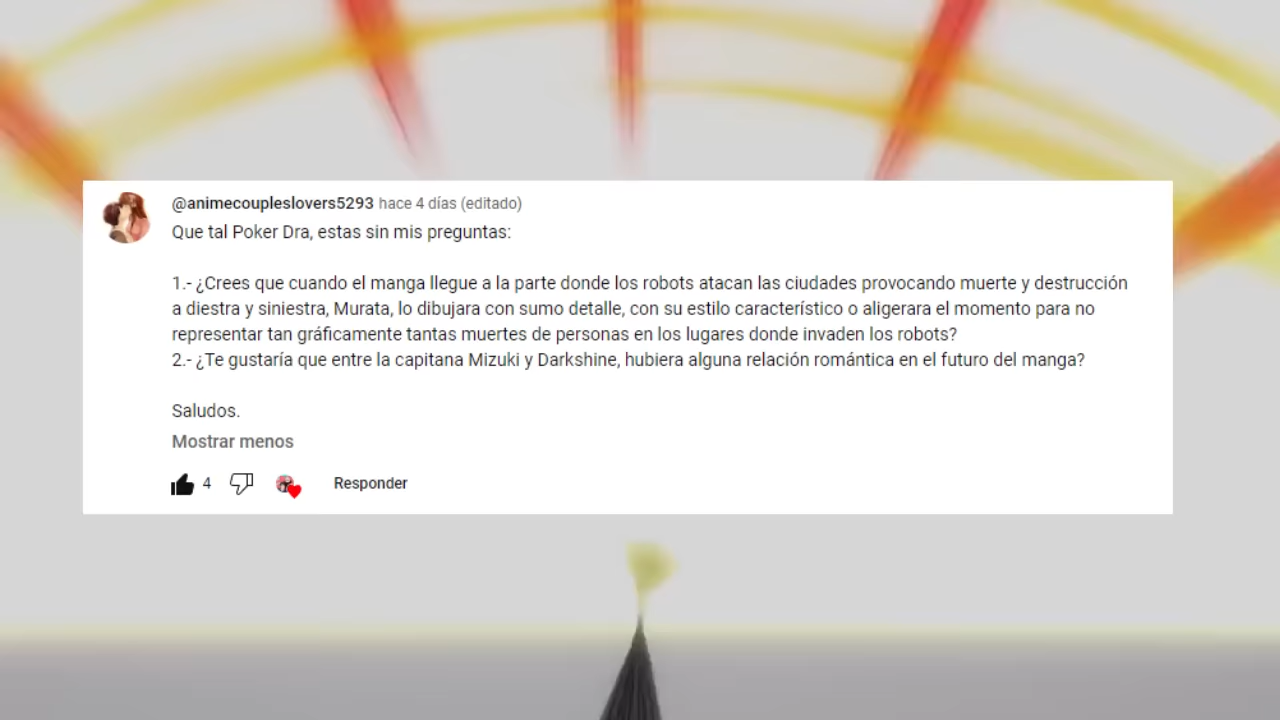 @animecoupleslovers5293 hace 4 días (editado)
Que tal Poker Dra, estas sin mis preguntas:
1.- ¿Crees que cuando el manga llegue a la parte donde los robots atacan las ciudades provocando muerte y destrucción
a diestra y siniestra, Murata, lo dibujara con sumo detalle, con su estilo característico o aligerara el momento para no
representar tan gráficamente tantas muertes de personas en los lugares donde invaden los robots?
2.- ¿Te gustaría que entre la capitana Mizuki y Darkshine, hubiera alguna relación romántica en el futuro del manga?
Saludos.
Mostrar menos
4 Responder